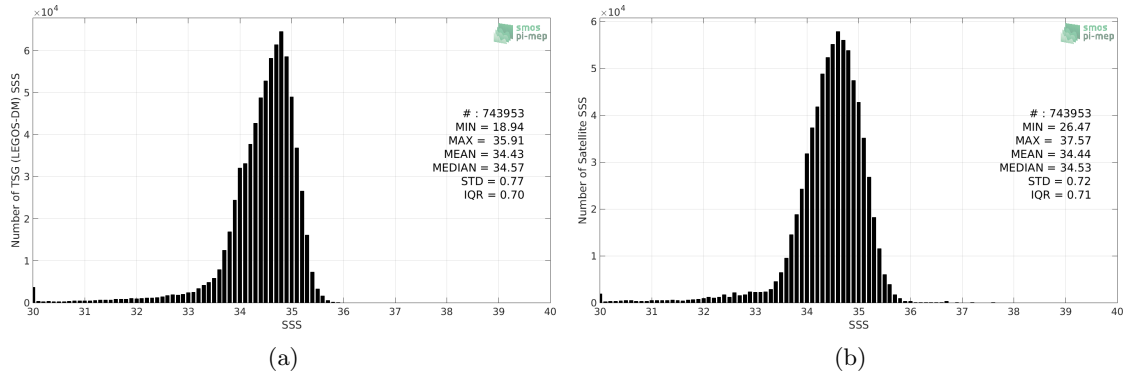 ×10⁴
smos
pi-mep
Number of TSG (LEGOS-DM) SSS
6
5
4
3
2
1
0
# : 743953
MIN = 18.94
MAX = 35.91
MEAN = 34.43
MEDIAN = 34.57
STD = 0.77
IQR = 0.70
30 31 32 33 34 35 36 37 38 39 40
SSS
(a)
×10⁴
smos
pi-mep
Number of Satellite SSS
6
5
4
3
2
1
0
# : 743953
MIN = 26.47
MAX = 37.57
MEAN = 34.44
MEDIAN = 34.53
STD = 0.72
IQR = 0.71
30 31 32 33 34 35 36 37 38 39 40
SSS
(b)